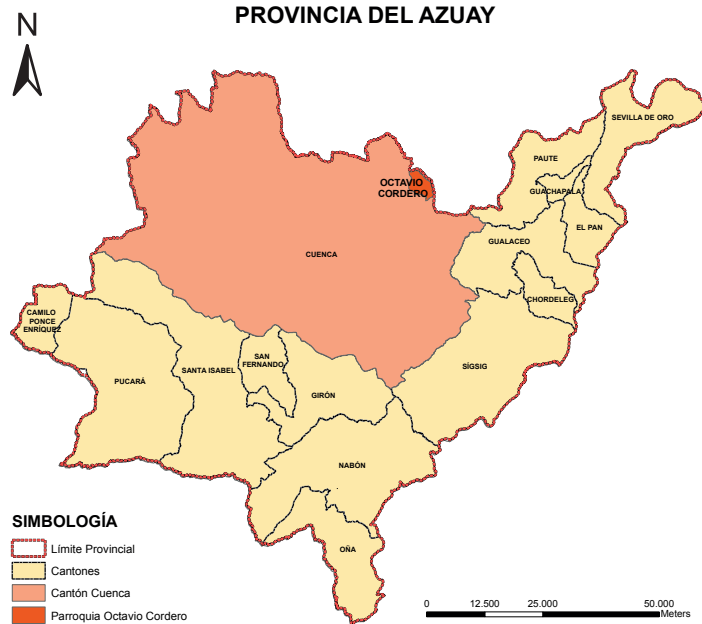 PROVINCIA DEL AZUAY
N
SEVILLA DE ORO
PAUTE
OCTAVIO
CORDERO
GUACHAPALA
EL PAN
GUALACEO
CUENCA
CHORDELEG
CAMILO
PONCE
ENRÍQUEZ
SAN
FERNANDO
SANTA ISABEL
SÍGSIG
PUCARÁ
GIRÓN
NABÓN
OÑA
SIMBOLOGÍA
Límite Provincial
Cantones
Cantón Cuenca
Parroquia Octavio Cordero
0 12.500 25.000 50.000
Meters